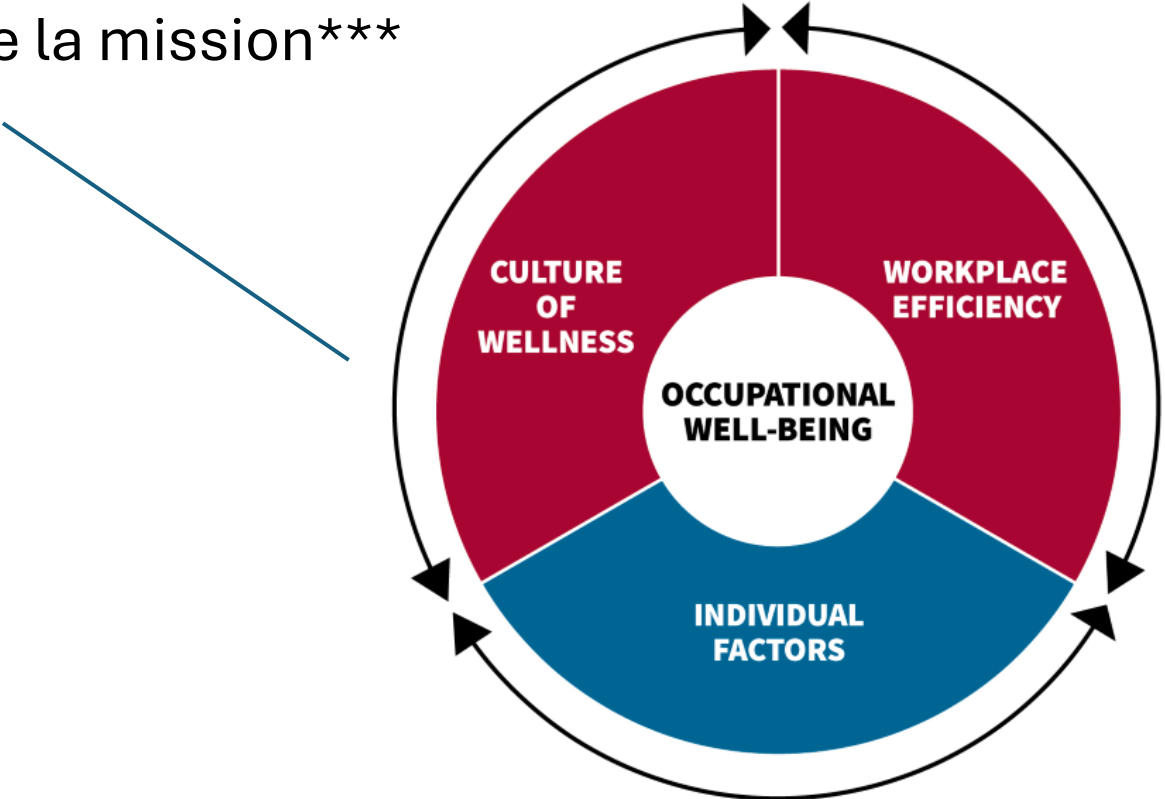 e la mission***
CULTURE
OF
WELLNESS
WORKPLACE
EFFICIENCY
OCCUPATIONAL
WELL-BEING
INDIVIDUAL
FACTORS